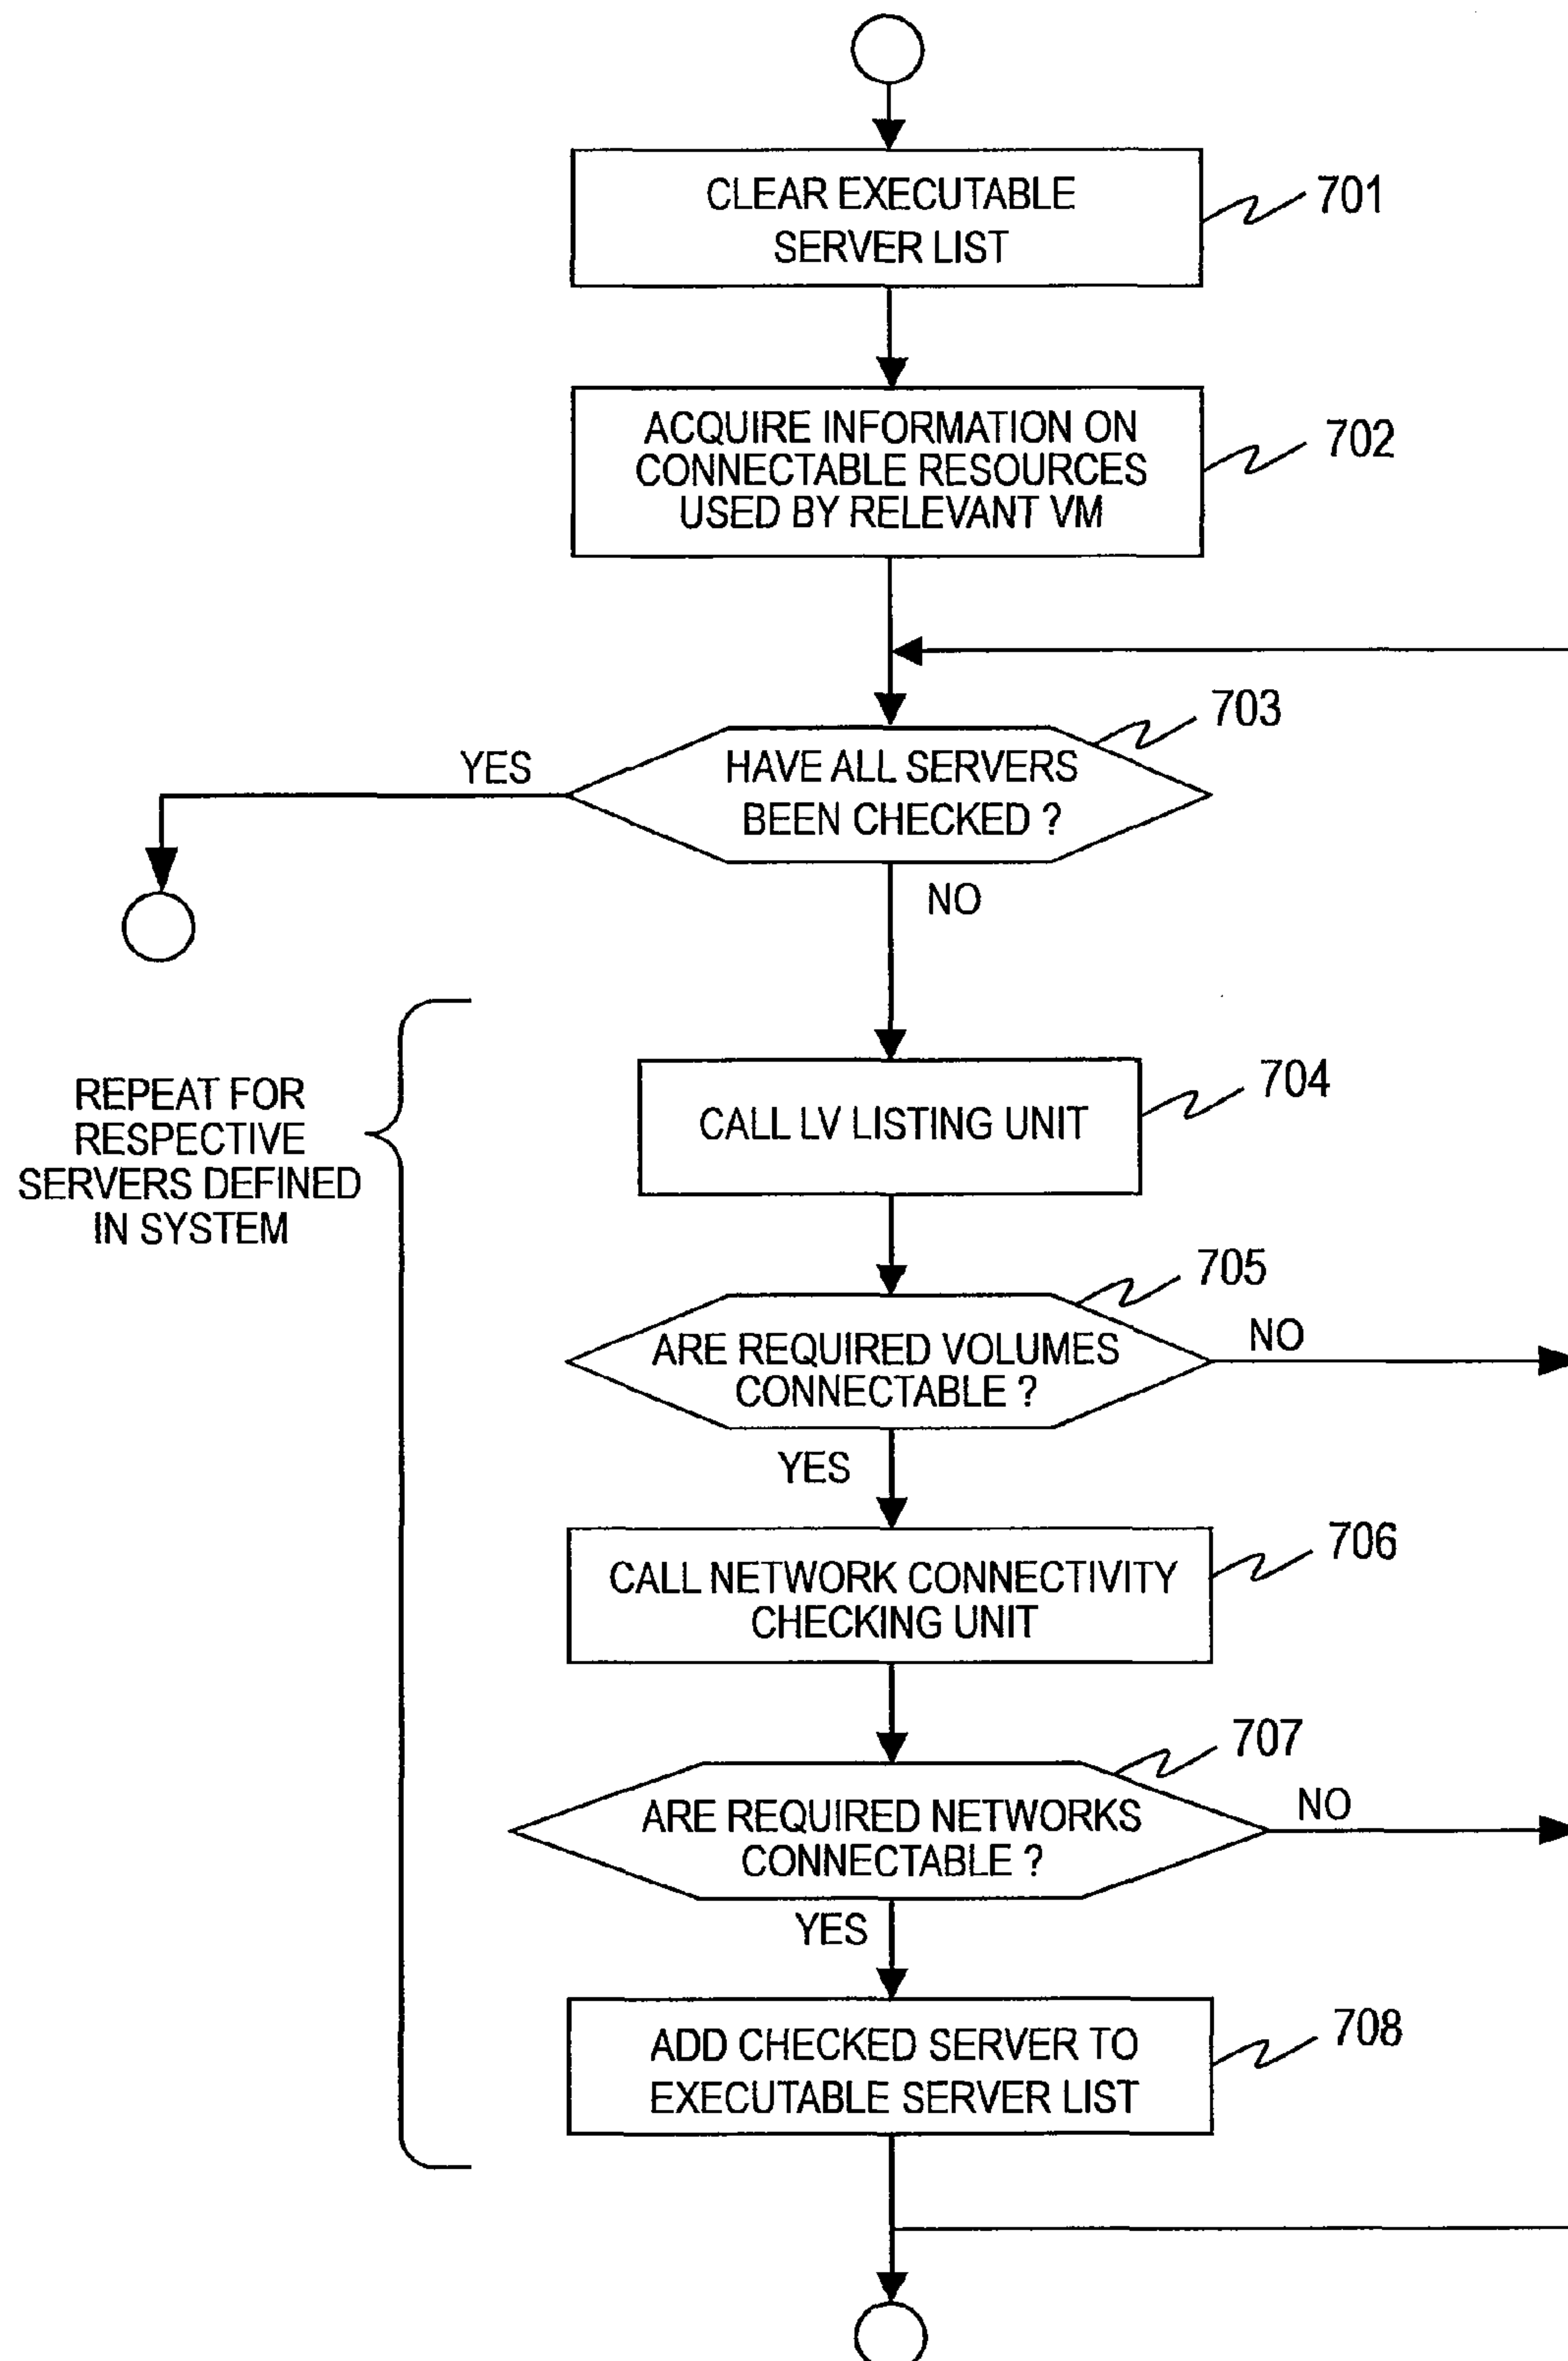 CLEAR EXECUTABLE
SERVER LIST
701
ACQUIRE INFORMATION ON
CONNECTABLE RESOURCES
USED BY RELEVANT VM
702
703
HAVE ALL SERVERS
BEEN CHECKED ?
YES
NO
REPEAT FOR
RESPECTIVE
SERVERS DEFINED
IN SYSTEM
704
CALL LV LISTING UNIT
705
ARE REQUIRED VOLUMES
CONNECTABLE ?
NO
YES
706
CALL NETWORK CONNECTIVITY
CHECKING UNIT
707
ARE REQUIRED NETWORKS
CONNECTABLE ?
NO
YES
708
ADD CHECKED SERVER TO
EXECUTABLE SERVER LIST